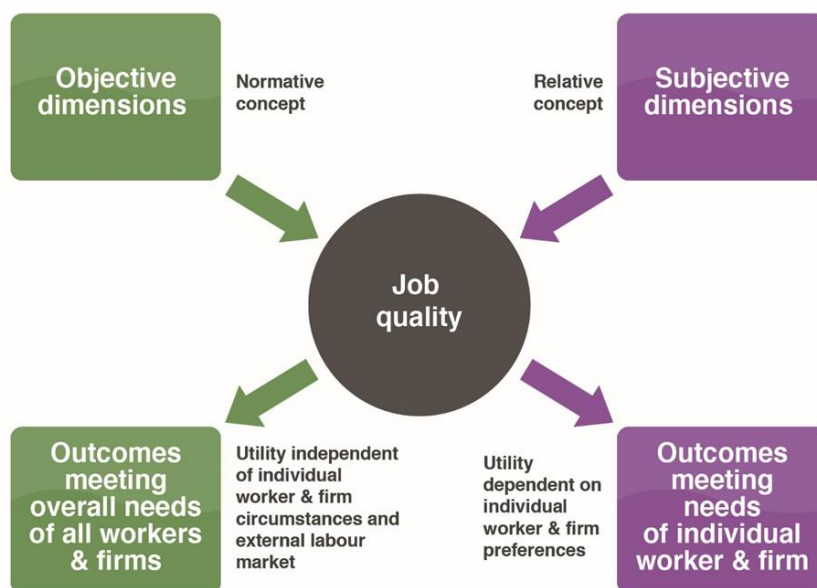 Objective
dimensions
Normative
concept
Relative
concept
Subjective
dimensions
Job
quality
Outcomes
meeting
overall needs
of all workers
& firms
Utility independent
of individual
worker & firm
circumstances and
external labour
market
Utility
dependent on
individual
worker & firm
preferences
Outcomes
meeting
needs
of individual
worker & firm